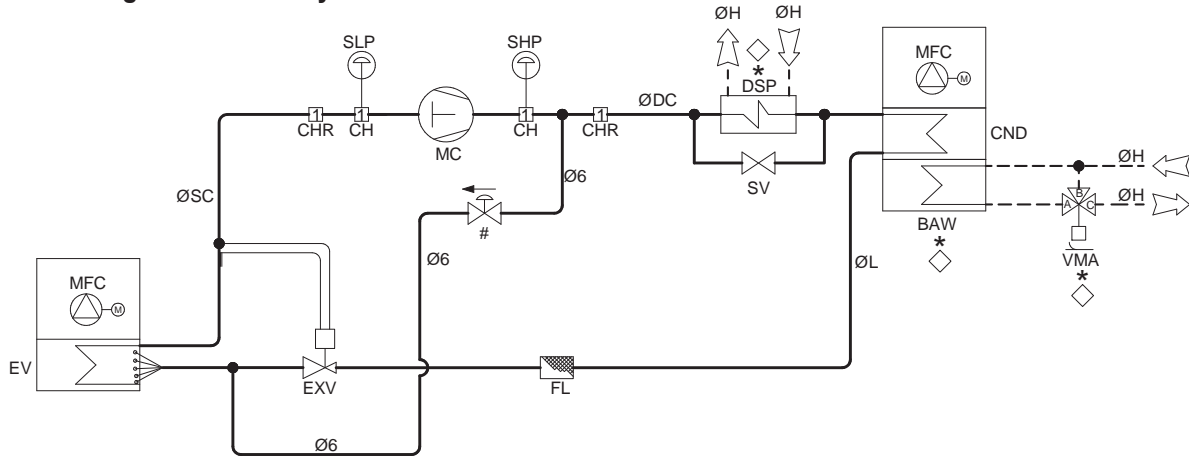 ØH
ØH
SLP
SHP
*
DSP
MFC
M
ØDC
1
CHR
1
CH
MC
1
CH
1
CHR
CND
SV
ØH
ØH
A
B
C
ØSC
Ø6
#
BAW
*
VMA
*
Ø6
ØL
MFC
M
EV
EXV
FL
Ø6